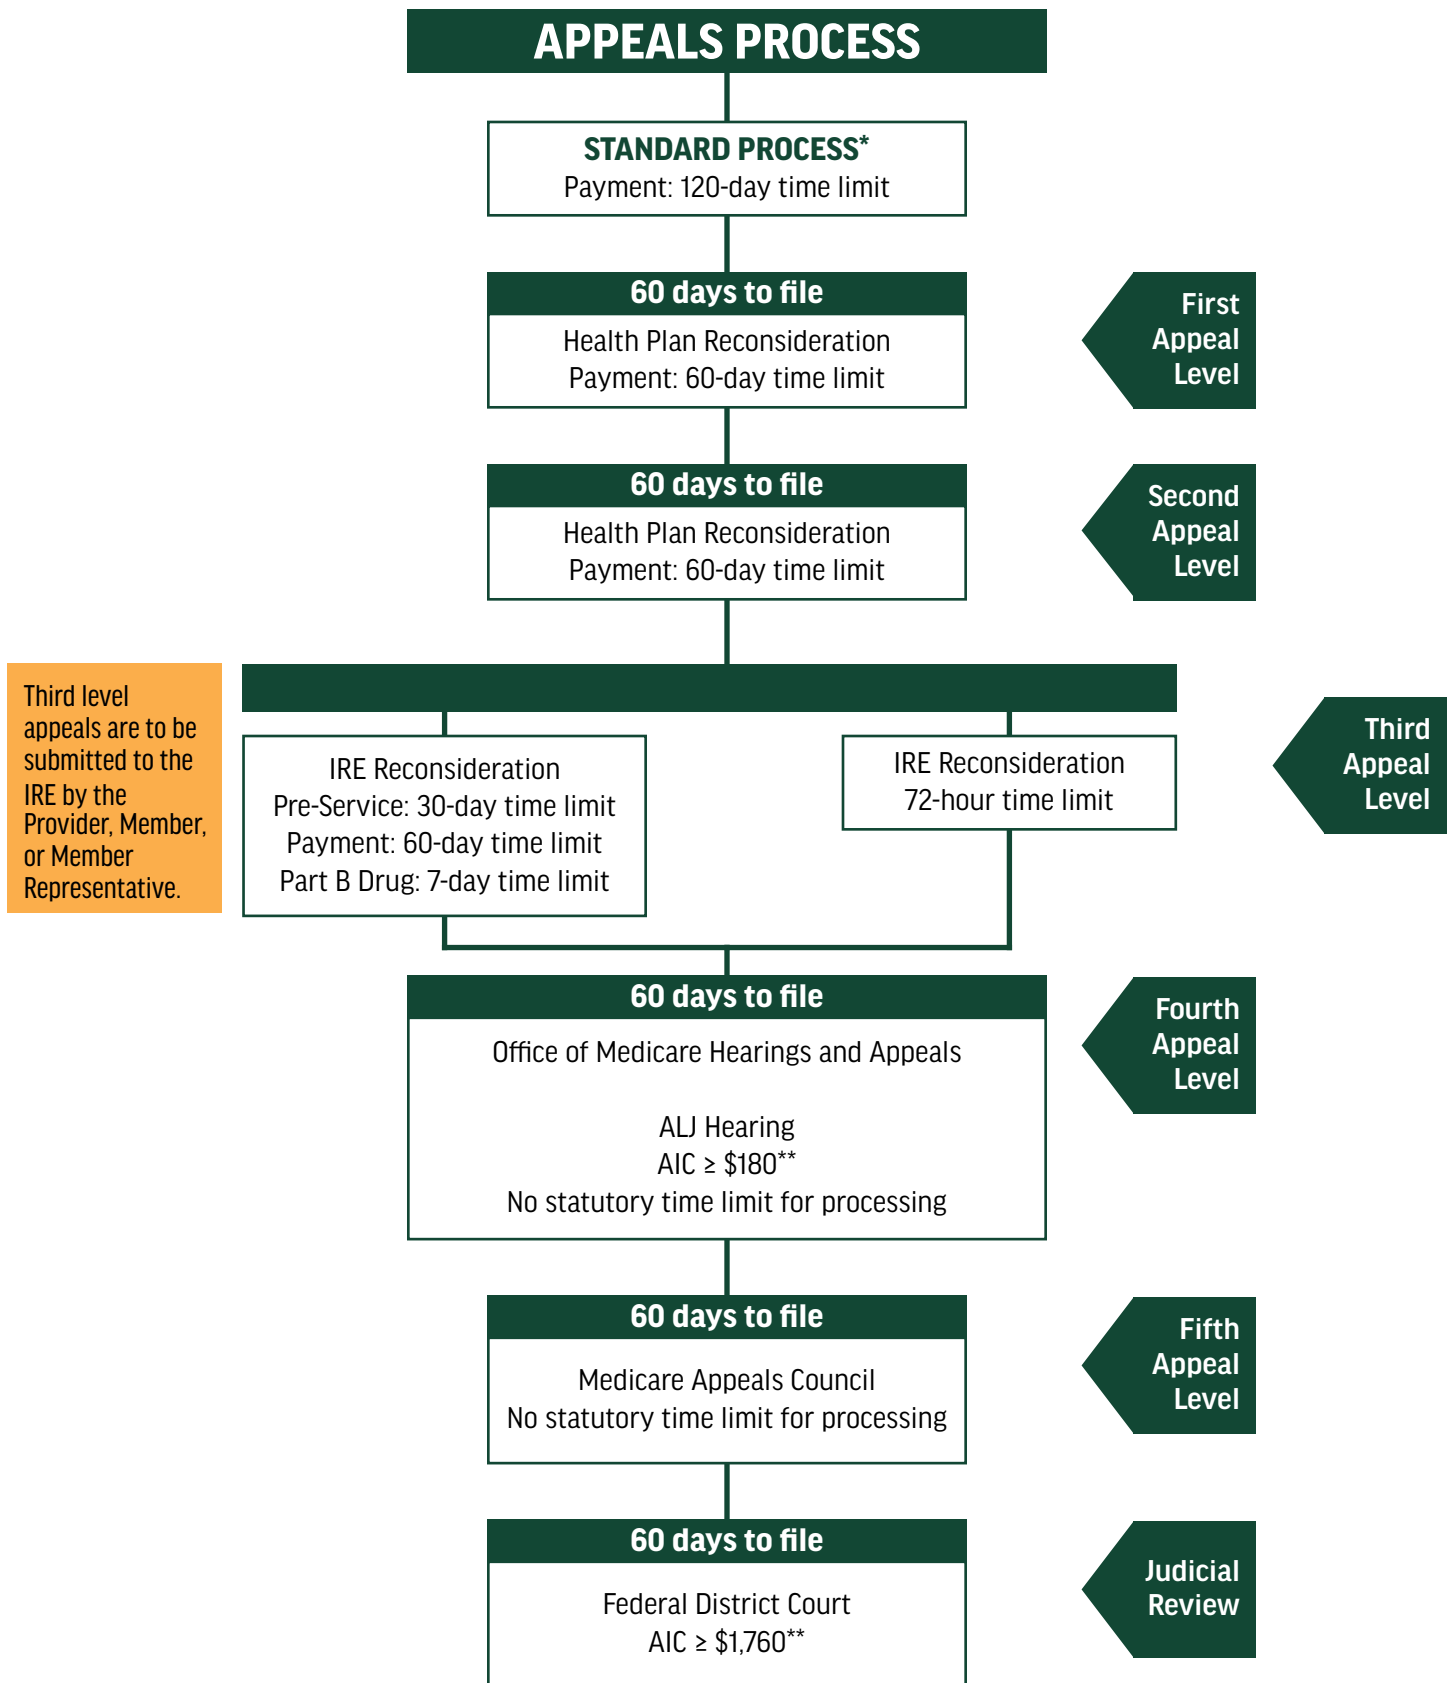 APPEALS PROCESS
STANDARD PROCESS*
Payment: 120-day time limit
60 days to file
Health Plan Reconsideration
Payment: 60-day time limit
First
Appeal
Level
60 days to file
Health Plan Reconsideration
Payment: 60-day time limit
Second
Appeal
Level
Third level
appeals are to be
submitted to the
IRE by the
Provider, Member,
or Member
Representative.
IRE Reconsideration
Pre-Service: 30-day time limit
Payment: 60-day time limit
Part B Drug: 7-day time limit
IRE Reconsideration
72-hour time limit
Third
Appeal
Level
60 days to file
Office of Medicare Hearings and Appeals
ALJ Hearing
AIC ≥ $180**
No statutory time limit for processing
Fourth
Appeal
Level
60 days to file
Medicare Appeals Council
No statutory time limit for processing
Fifth
Appeal
Level
60 days to file
Federal District Court
AIC ≥ $1,760**
Judicial
Review